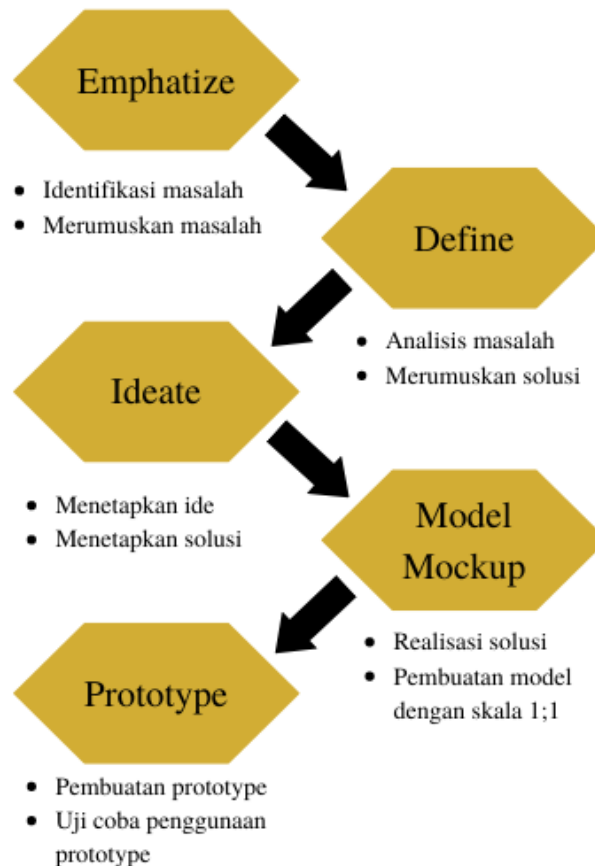 Emphatize
• Identifikasi masalah
• Merumuskan masalah
Define
• Analisis masalah
• Merumuskan solusi
Ideate
• Menetapkan ide
• Menetapkan solusi
Model
Mockup
• Realisasi solusi
• Pembuatan model
dengan skala 1;1
Prototype
• Pembuatan prototype
• Uji coba penggunaan
prototype